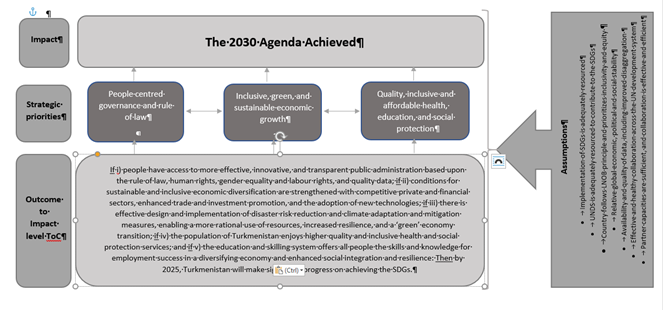 Impact
The 2030 Agenda Achieved
Strategic
priorities
People-centred
governance and rule
of law
Inclusive, green, and
sustainable economic
growth
Quality, inclusive and
affordable health,
education, and social
protection
Outcome
to
Impact
level ToC
If i) people have access to more effective, innovative, and transparent public administration based upon
the rule of law, human rights, gender equality and labour rights, and quality data; if ii) conditions for
sustainable and inclusive economic diversification are strengthened with competitive private and financial
sectors, enhanced trade and investment promotion, and the adoption of new technologies; if iii) there is
effective design and implementation of disaster risk reduction and climate adaptation and mitigation
measures, enabling a more rational use of resources, increased resilience, and a 'green' economy
transition; if iv) the population of Turkmenistan enjoys higher quality and inclusive health and social
protection services; and if v) the education and skilling system offers all people the skills and knowledge for
employment success in a diversifying economy and enhanced social integration and resilience: Then by
2025, Turkmenistan will make progress on achieving the SDGs.
(Ctrl)
Assumptions
→ Implementation of SDGs is adequately resourced
→ UNDS is adequately resourced to contribute to the SDGs
→ Country follows LNOB principle and prioritizes inclusivity and equity
→ Relative global economic, political and social stability
→ Availability and quality of data, including improved disaggregation
→ Effective and healthy collaboration across the UN development system
→ Partner capacities are sufficient, and collaboration is efficient and efficient